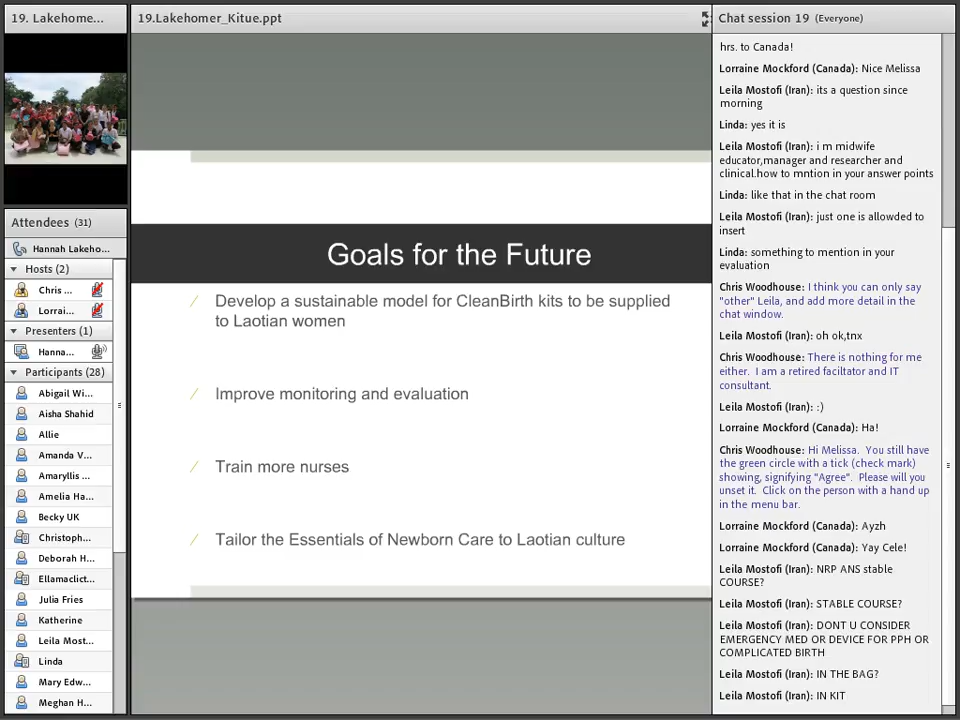 19. Lakehome...
Attendees (31)
Hannah Lakeho...
Hosts (2)
Chris ...
Lorrai...
Presenters (1)
Hanna...
Participants (28)
Abigail Wi...
Aisha Shahid
Allie
Amanda V...
Amaryllis ...
Amelia Ha...
Becky UK
Christoph...
Deborah H...
Ellamaclict...
Julia Fries
Katherine
Leila Most...
Linda
Mary Edw...
Meghan H...
19.Lakehomer_Kitue.ppt
Goals for the Future
Develop a sustainable model for CleanBirth kits to be supplied
to Laotian women
Improve monitoring and evaluation
Train more nurses
Tailor the Essentials of Newborn Care to Laotian culture
Chat session 19 (Everyone)
hrs. to Canada!
Lorraine Mockford (Canada): Nice Melissa
Leila Mostofi (Iran): its a question since
morning
Linda: yes it is
Leila Mostofi (Iran): i m midwife
educator,manager and researcher and
clinical.how to mntion in your answer points
Linda: like that in the chat room
Leila Mostofi (Iran): just one is allowded to
insert
Linda: something to mention in your
evaluation
Chris Woodhouse: I think you can only say
"other" Leila, and add more detail in the
chat window.
Leila Mostofi (Iran): oh ok,tnx
Chris Woodhouse: There is nothing for me
either. I am a retired faciltator and IT
consultant.
Leila Mostofi (Iran): :)
Lorraine Mockford (Canada): Ha!
Chris Woodhouse: Hi Melissa. You still have
the green circle with a tick (check mark)
showing, signifying "Agree". Please will you
unset it. Click on the person with a hand up
in the menu bar.
Lorraine Mockford (Canada): Ayzh
Lorraine Mockford (Canada): Yay Cele!
Leila Mostofi (Iran): NRP ANS stable
COURSE?
Leila Mostofi (Iran): STABLE COURSE?
Leila Mostofi (Iran): DONT U CONSIDER
EMERGENCY MED OR DEVICE FOR PPH OR
COMPLICATED BIRTH
Leila Mostofi (Iran): IN THE BAG?
Leila Mostofi (Iran): IN KIT